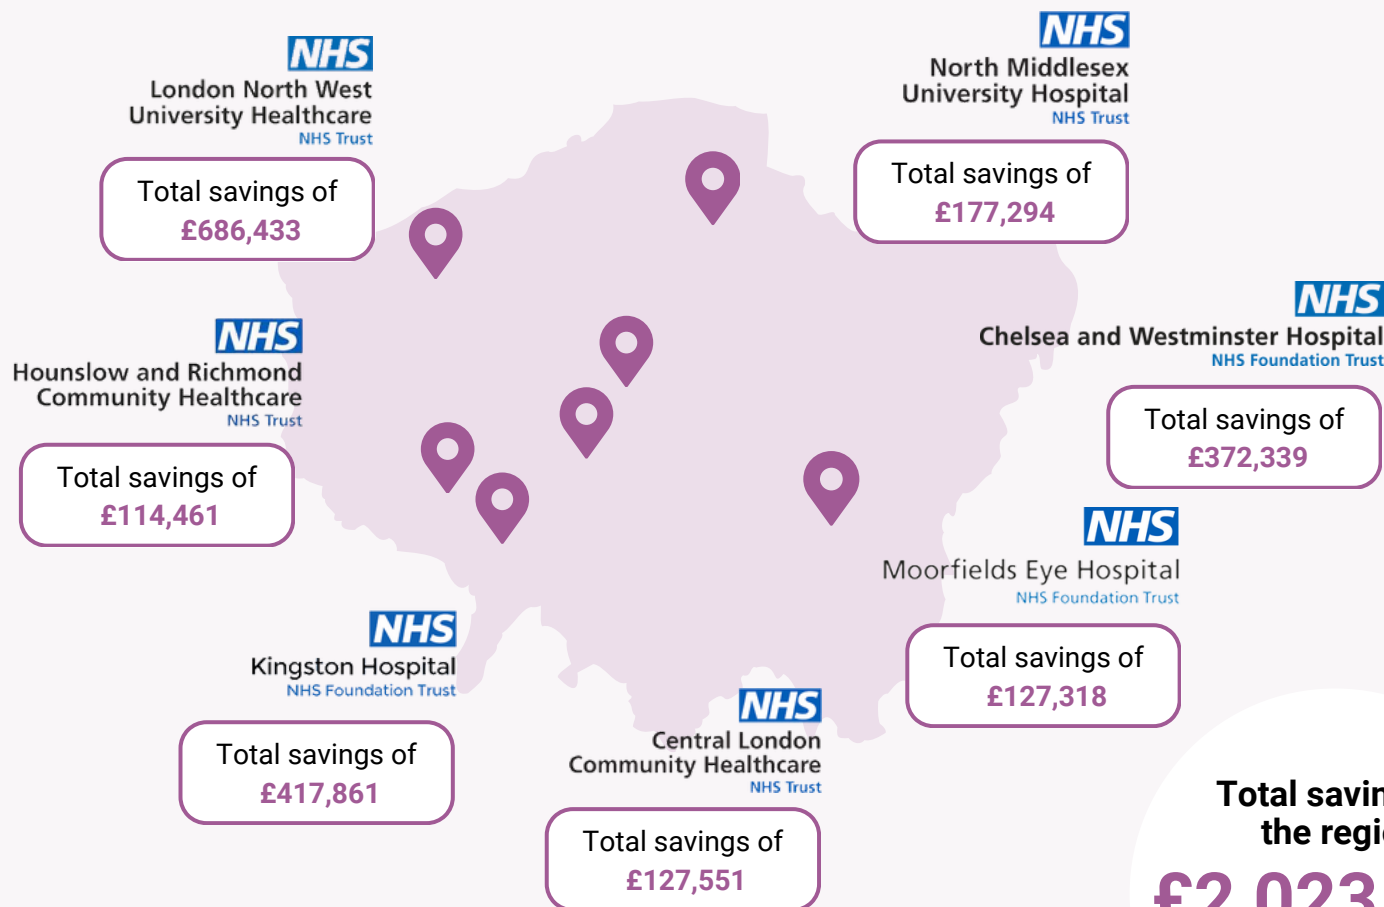 NHS
London North West
University Healthcare
NHS Trust
Total savings of
£686,433
NHS
North Middlesex
University Hospital
NHS Trust
Total savings of
£177,294
NHS
Hounslow and Richmond
Community Healthcare
NHS Trust
Total savings of
£114,461
NHS
Chelsea and Westminster Hospital
NHS Foundation Trust
Total savings of
£372,339
NHS
Moorfields Eye Hospital
NHS Foundation Trust
Total savings of
£127,318
NHS
Kingston Hospital
NHS Foundation Trust
Total savings of
£417,861
NHS
Central London
Community Healthcare
NHS Trust
Total savings of
£127,551
Total
the
£2,023